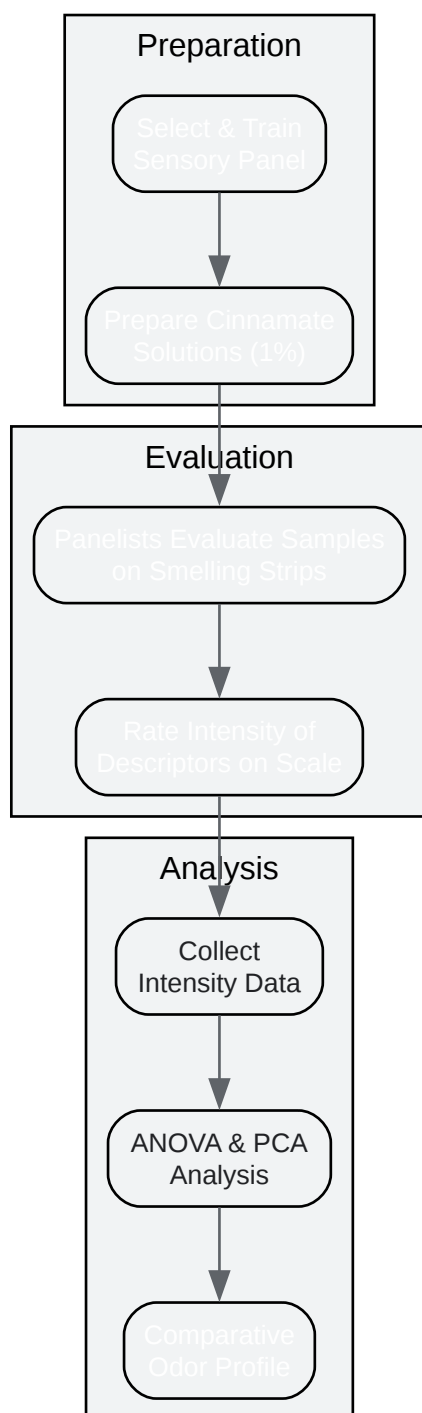 Preparation
Select & Train
Sensory Panel
Prepare Cinnamate
Solutions (1%)
Evaluation
Panelists Evaluate Samples
on Smelling Strips
Rate Intensity of
Descriptors on Scale
Analysis
Collect
Intensity Data
ANOVA & PCA
Analysis
Comparative
Odor Profile